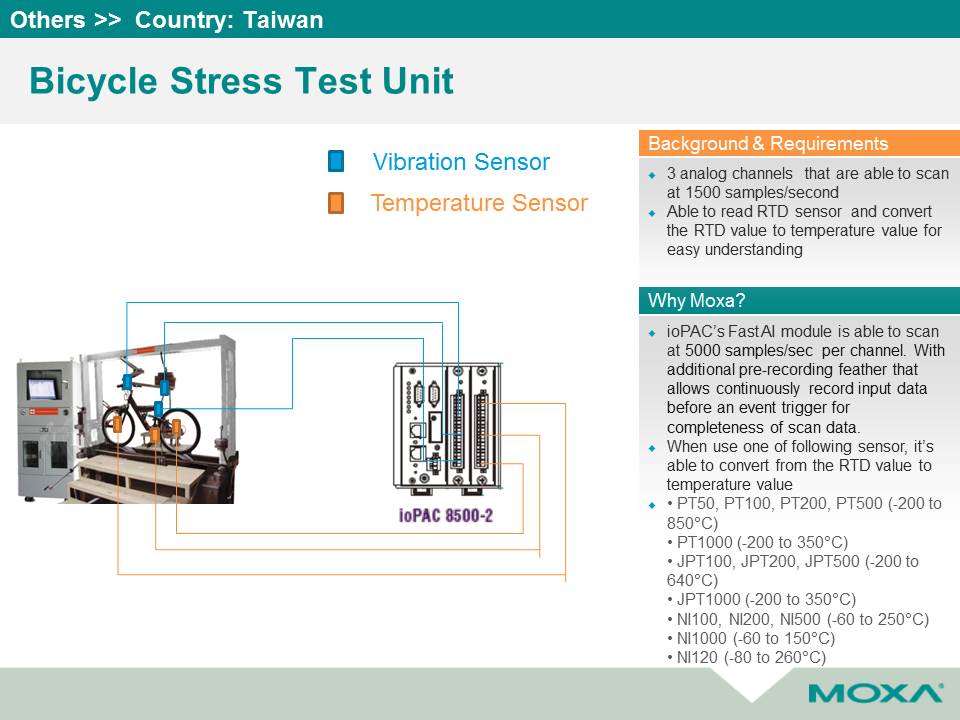 Others >> Country: Taiwan
Bicycle Stress Test Unit
Vibration Sensor
Temperature Sensor
ioPAC 8500-2
Background & Requirements
3 analog channels that are able to scan
at 1500 samples/second
Able to read RTD sensor and convert
the RTD value to temperature value for
easy understanding
Why Moxa?
ioPAC's Fast AI module is able to scan
at 5000 samples/sec per channel. With
additional pre-recording feather that
allows continuously record input data
before an event trigger for
completeness of scan data.
When use one of following sensor, it's
able to convert from the RTD value to
temperature value
• PT50, PT100, PT200, PT500 (-200 to
850°C)
• PT1000 (-200 to 350°C)
• JPT100, JPT200, JPT500 (-200 to
640°C)
• JPT1000 (-200 to 350°C)
• NI100, NI200, NI500 (-60 to 250°C)
• NI1000 (-60 to 150°C)
• NI120 (-80 to 260°C)
MOXA®